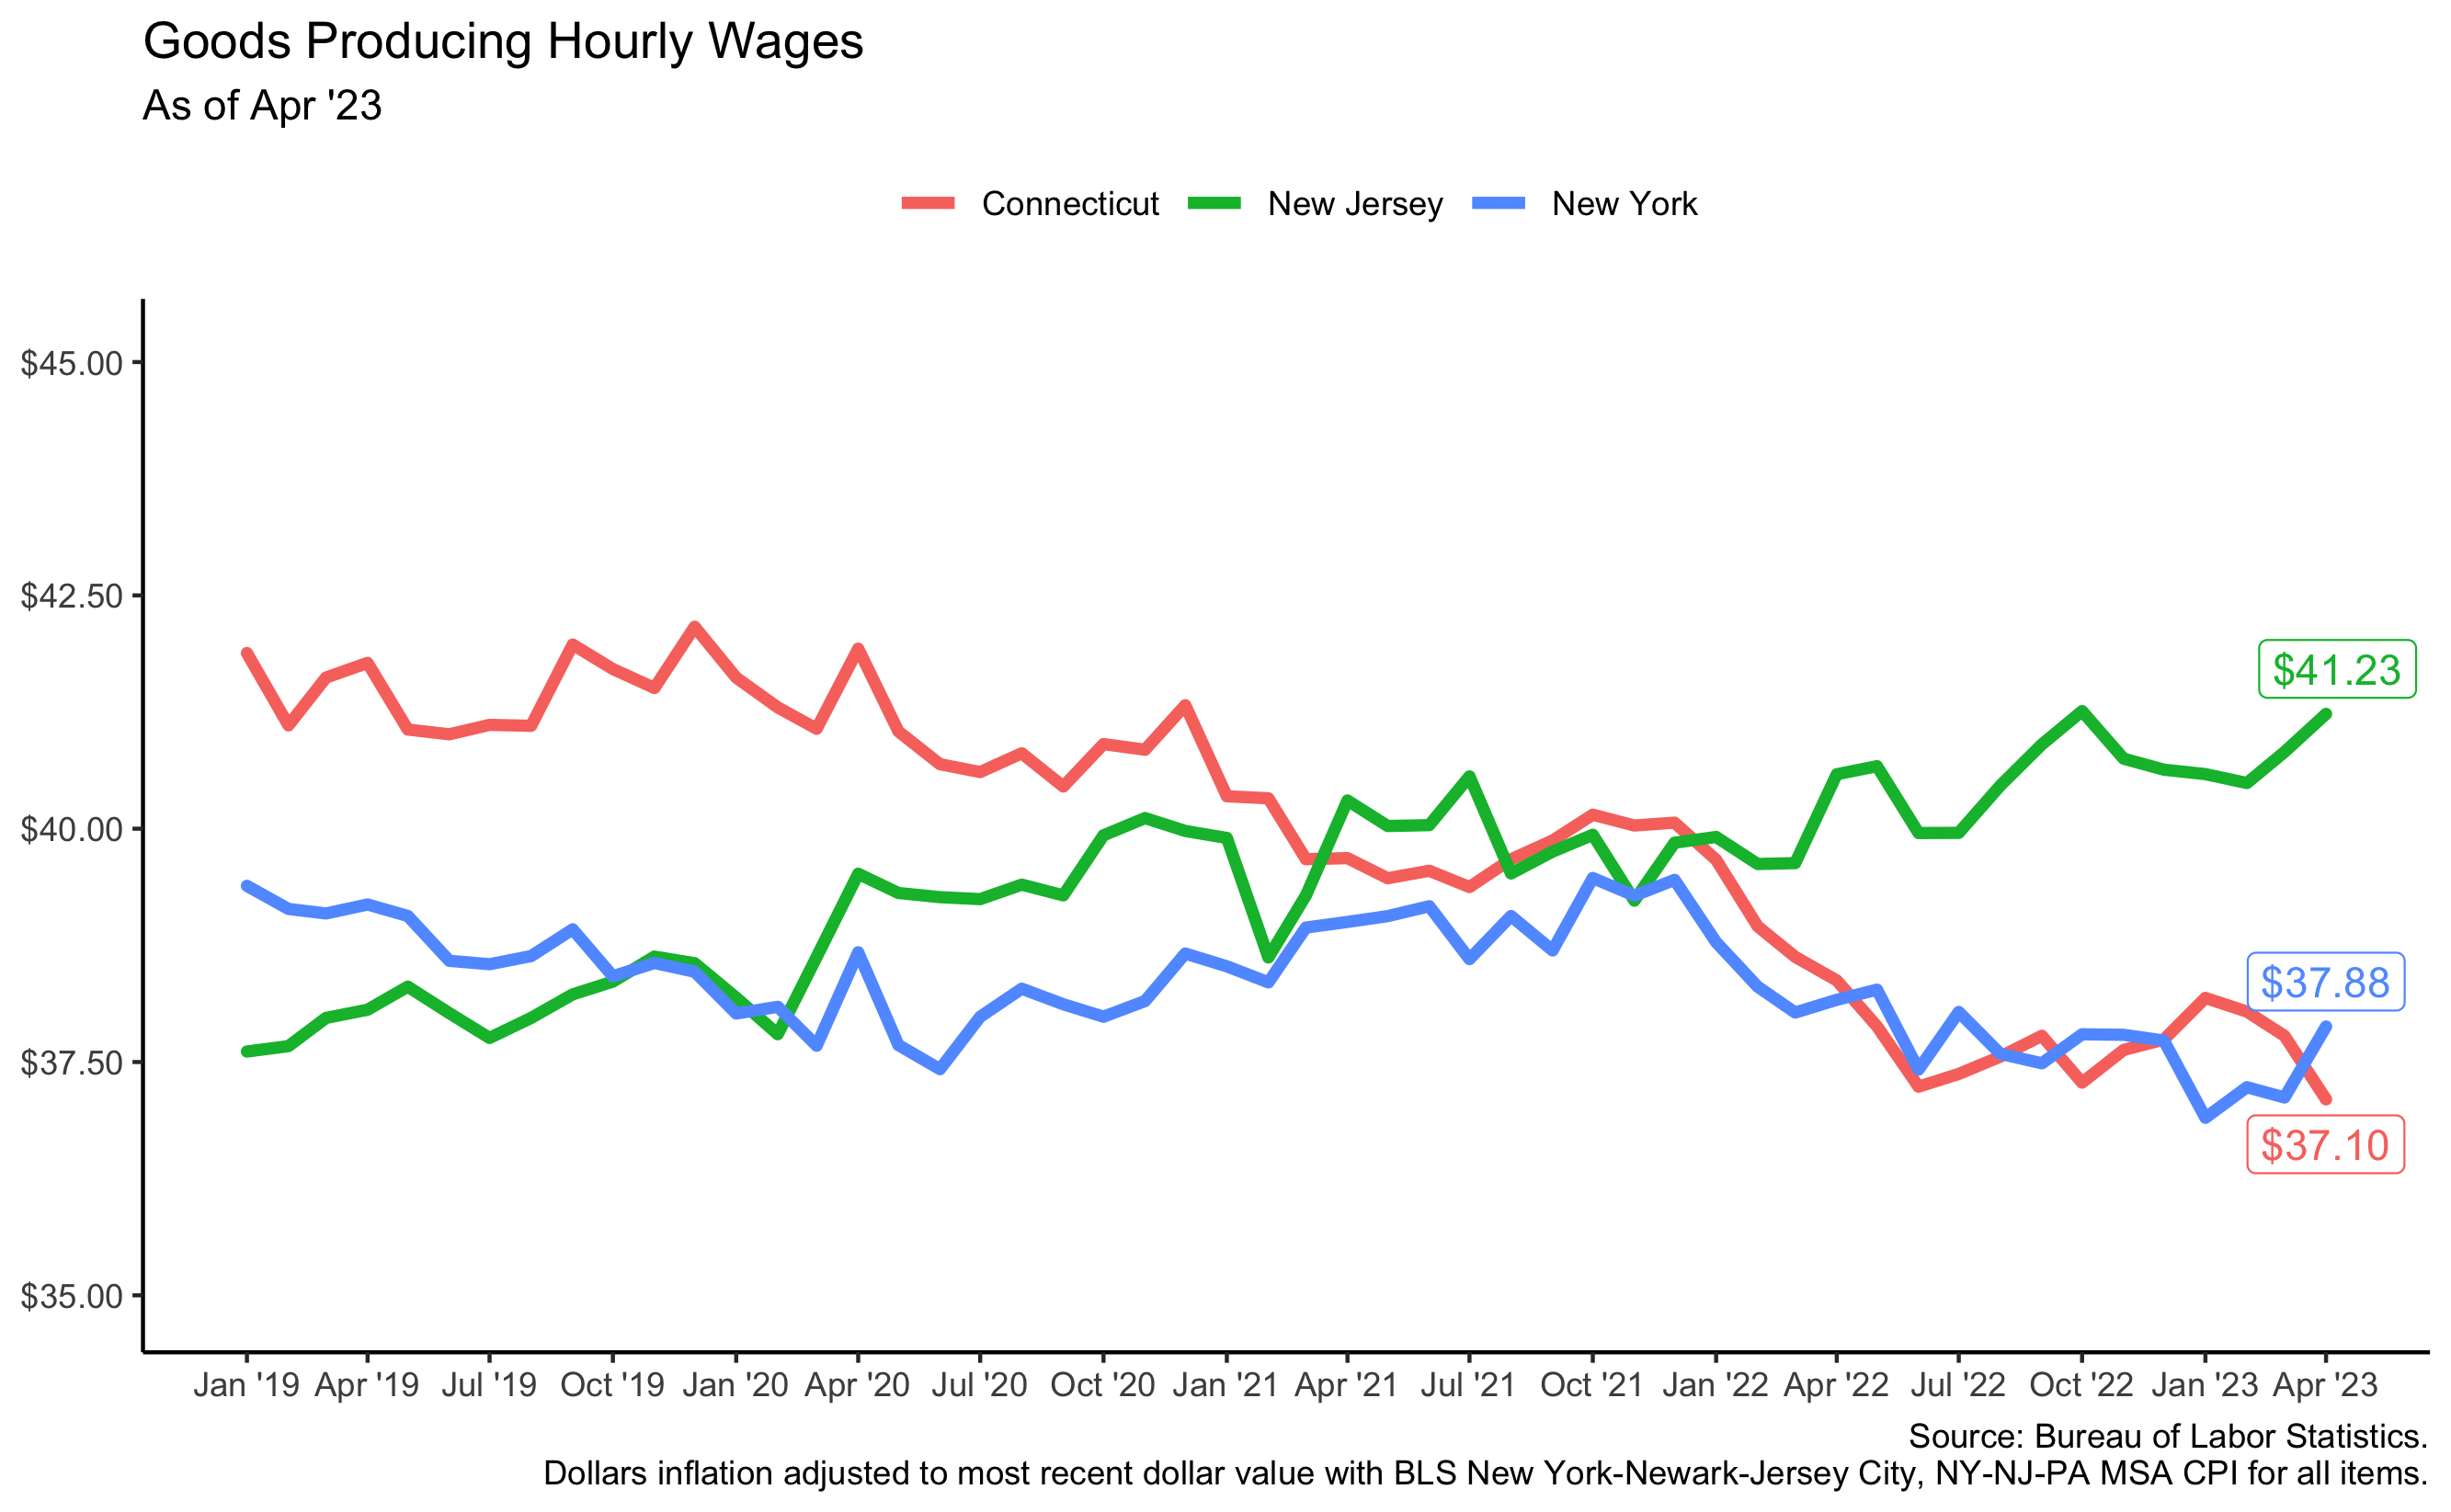 Goods Producing Hourly Wages
As of Apr '23
Connecticut New Jersey New York
$45.00
$42.50
$41.23
$40.00
$37.88
$37.50
$37.10
$35.00
Jan '19 Apr '19 Jul '19 Oct '19 Jan '20 Apr '20 Jul '20 Oct '20 Jan '21 Apr '21 Jul '21 Oct '21 Jan '22 Apr '22 Jul '22 Oct '22 Jan '23 Apr '23
Source: Bureau of Labor Statistics.
Dollars inflation adjusted to most recent dollar value with BLS New York-Newark-Jersey City, NY-NJ-PA MSA CPI for all items.